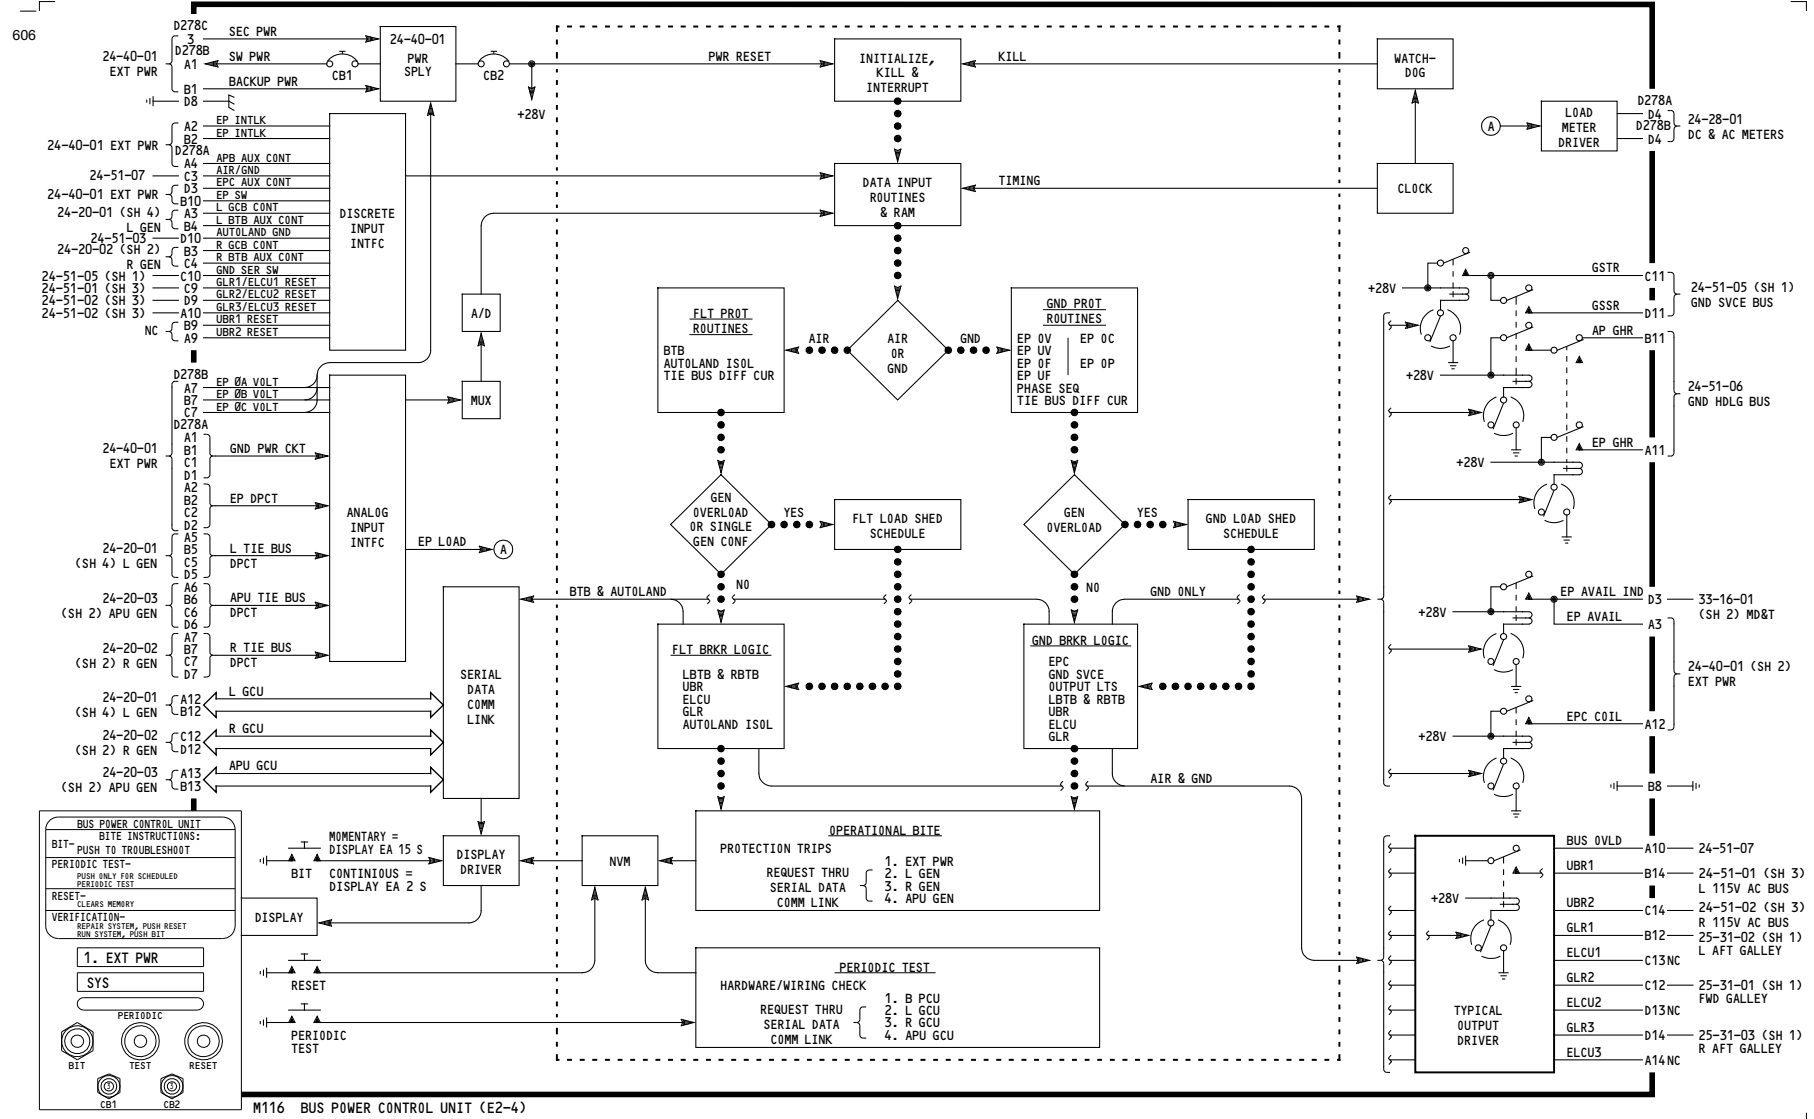 606
D278C
3
SEC PWR
24-40-01
EXT PWR
D278B
A1
SW PWR
CB1
B1
BACKUP PWR
D8
24-40-01
PWR
SPLY
CB2
+28V
PWR RESET
INITIALIZE,
KILL &
INTERRUPT
KILL
WATCH-
DOG
24-40-01 EXT PWR
A2 EP INTLK
B2 EP INTLK
D278A
A4 APB AUX CONT
24-51-07 C3 AIR/GND
24-40-01 EXT PWR
D3 EPC AUX CONT
B10 EP SW
24-20-01 (SH 4)
L GEN
A3 L GCB CONT
B4 L BTB AUX CONT
24-51-03 D10 AUTOLAND GND
24-20-02 (SH 2)
R GEN
B3 R GCB CONT
C4 R BTB AUX CONT
24-51-05 (SH 1) C10 GND SER SW
24-51-01 (SH 3) C9 GLR1/ELCU1 RESET
24-51-02 (SH 3) D9 GLR2/ELCU2 RESET
24-51-02 (SH 3) A10 GLR3/ELCU3 RESET
NC
B9 UBR1 RESET
A9 UBR2 RESET
DISCRETE
INPUT
INTFC
DATA INPUT
ROUTINES
& RAM
TIMING
CLOCK
A
LOAD
METER
DRIVER
D278A
D4
D278B
D4
24-28-01
DC & AC METERS
A/D
MUX
D278B
A7 EP ØA VOLT
B7 EP ØB VOLT
C7 EP ØC VOLT
D278A
24-40-01
EXT PWR
A1
B1
C1
D1
GND PWR CKT
A2
B2
C2
D2
EP DPCT
24-20-01
(SH 4) L GEN
A5
B5
C5
D5
L TIE BUS
DPCT
24-20-03
(SH 2) APU GEN
A6
B6
C6
D6
APU TIE BUS
DPCT
24-20-02
(SH 2) R GEN
A7
B7
C7
D7
R TIE BUS
DPCT
ANALOG
INPUT
INTFC
EP LOAD
A
24-20-01
(SH 4) L GEN
A12
B12
L GCU
24-20-02
(SH 2) R GEN
C12
D12
R GCU
24-20-03
(SH 2) APU GEN
A13
B13
APU GCU
SERIAL
DATA
COMM
LINK
FLT PROT
ROUTINES
BTB
AUTOLAND ISOL
TIE BUS DIFF CUR
AIR
AIR
OR
GND
GND
GND PROT
ROUTINES
EP OV EP OC
EP UV
EP OF EP OP
EP UF
PHASE SEQ
TIE BUS DIFF CUR
GEN
OVERLOAD
OR SINGLE
GEN CONF
YES
FLT LOAD SHED
SCHEDULE
NO
GEN
OVERLOAD
YES
GND LOAD SHED
SCHEDULE
NO
BTB & AUTOLAND
GND ONLY
FLT BRKR LOGIC
LBTB & RBTB
UBR
ELCU
GLR
AUTOLAND ISOL
GND BRKR LOGIC
EPC
GND SVCE
OUTPUT LTS
LBTB & RBTB
UBR
ELCU
GLR
AIR & GND
OPERATIONAL BITE
PROTECTION TRIPS
REQUEST THRU
SERIAL DATA
COMM LINK
1. EXT PWR
2. L GEN
3. R GEN
4. APU GEN
PERIODIC TEST
HARDWARE/WIRING CHECK
REQUEST THRU
SERIAL DATA
COMM LINK
1. B PCU
2. L GCU
3. R GCU
4. APU GCU
NVM
DISPLAY
DRIVER
MOMENTARY =
DISPLAY EA 15 S
BIT
CONTINIOUS =
DISPLAY EA 2 S
DISPLAY
RESET
PERIODIC
TEST
BUS POWER CONTROL UNIT
BITE INSTRUCTIONS:
BIT-
PUSH TO TROUBLESHOOT
PERIODIC TEST-
PUSH ONLY FOR SCHEDULED
PERIODIC TEST
RESET-
CLEARS MEMORY
VERIFICATION-
REPAIR SYSTEM, PUSH RESET
RUN SYSTEM, PUSH BIT
1. EXT PWR
SYS
PERIODIC
BIT
TEST
RESET
CB1
CB2
M116 BUS POWER CONTROL UNIT (E2-4)
+28V
GSTR C11
GSSR D11
24-51-05 (SH 1)
GND SVCE BUS
+28V
AP GHR
B11
24-51-06
GND HDLG BUS
+28V
EP GHR
A11
+28V
EP AVAIL IND D3
33-16-01
(SH 2) MD&T
EP AVAIL
A3
24-40-01 (SH 2)
EXT PWR
+28V
EPC COIL
A12
B8
+28V
TYPICAL
OUTPUT
DRIVER
BUS OVLD A10 24-51-07
UBR1 B14 24-51-01 (SH 3)
L 115V AC BUS
UBR2 C14 24-51-02 (SH 3)
R 115V AC BUS
GLR1 B12 25-31-02 (SH 1)
L AFT GALLEY
ELCU1 C13 NC
GLR2 C12 25-31-01 (SH 1)
FWD GALLEY
ELCU2 D13 NC
GLR3 D14 25-31-03 (SH 1)
R AFT GALLEY
ELCU3 A14 NC